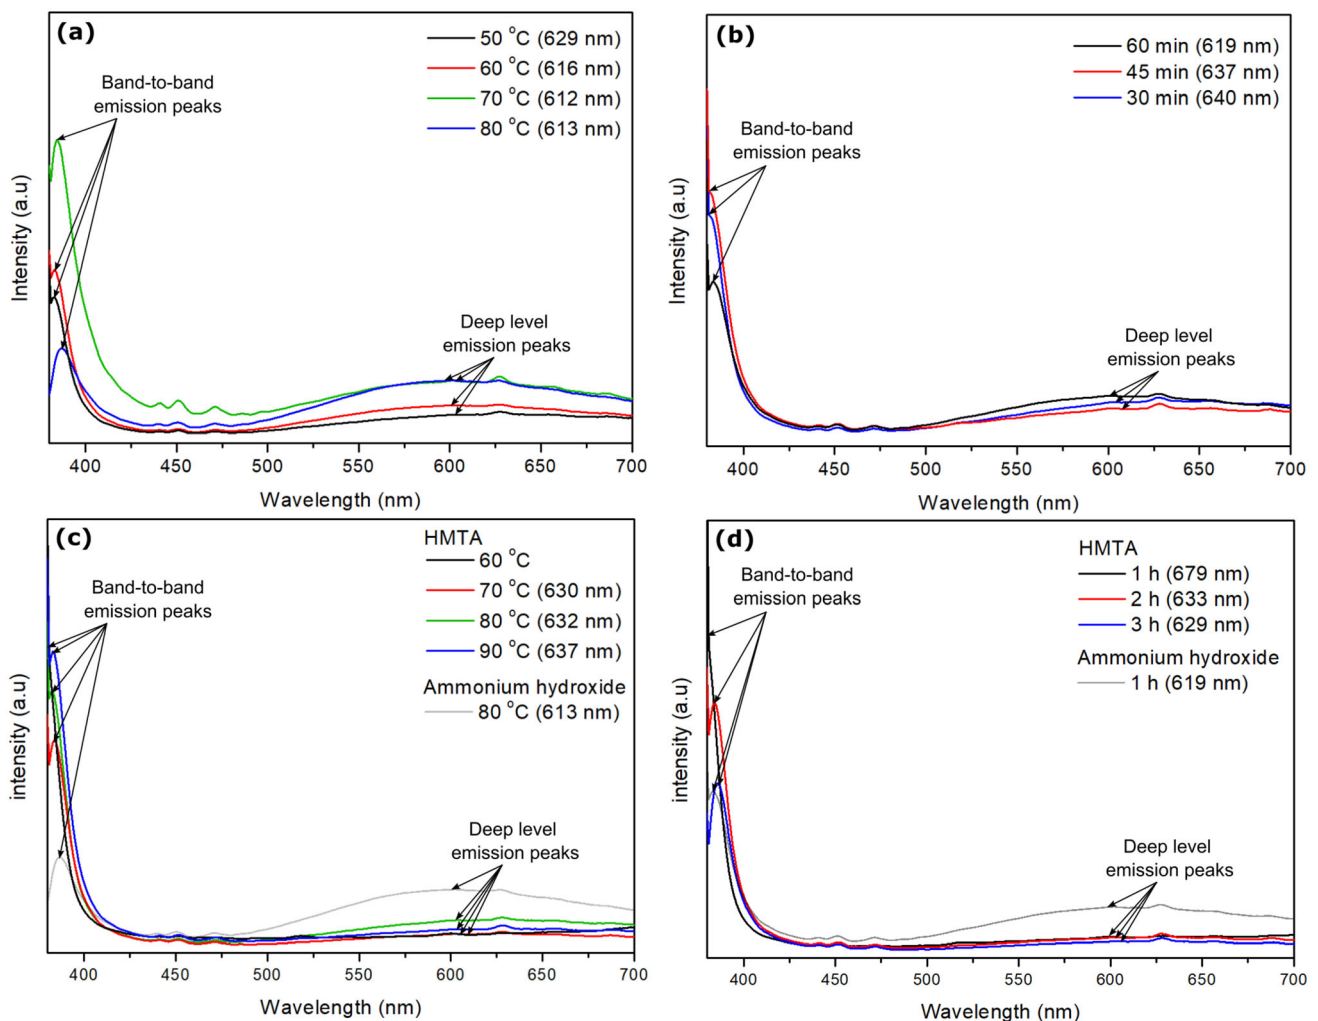 (a)
50 °C (629 nm)
60 °C (616 nm)
70 °C (612 nm)
80 °C (613 nm)
Band-to-band
emission peaks
Deep level
emission peaks
Intensity (a.u)
400 450 500 550 600 650 700
Wavelength (nm)
(b)
60 min (619 nm)
45 min (637 nm)
30 min (640 nm)
Band-to-band
emission peaks
Deep level
emission peaks
Intensity (a.u)
400 450 500 550 600 650 700
Wavelength (nm)
(c)
HMTA
60 °C
70 °C (630 nm)
80 °C (632 nm)
90 °C (637 nm)
Ammonium hydroxide
80 °C (613 nm)
Band-to-band
emission peaks
Deep level
emission peaks
intensity (a.u)
400 450 500 550 600 650 700
Wavelength (nm)
(d)
HMTA
1 h (679 nm)
2 h (633 nm)
3 h (629 nm)
Ammonium hydroxide
1 h (619 nm)
Band-to-band
emission peaks
Deep level
emission peaks
intensity (a.u)
400 450 500 550 600 650 700
Wavelength (nm)